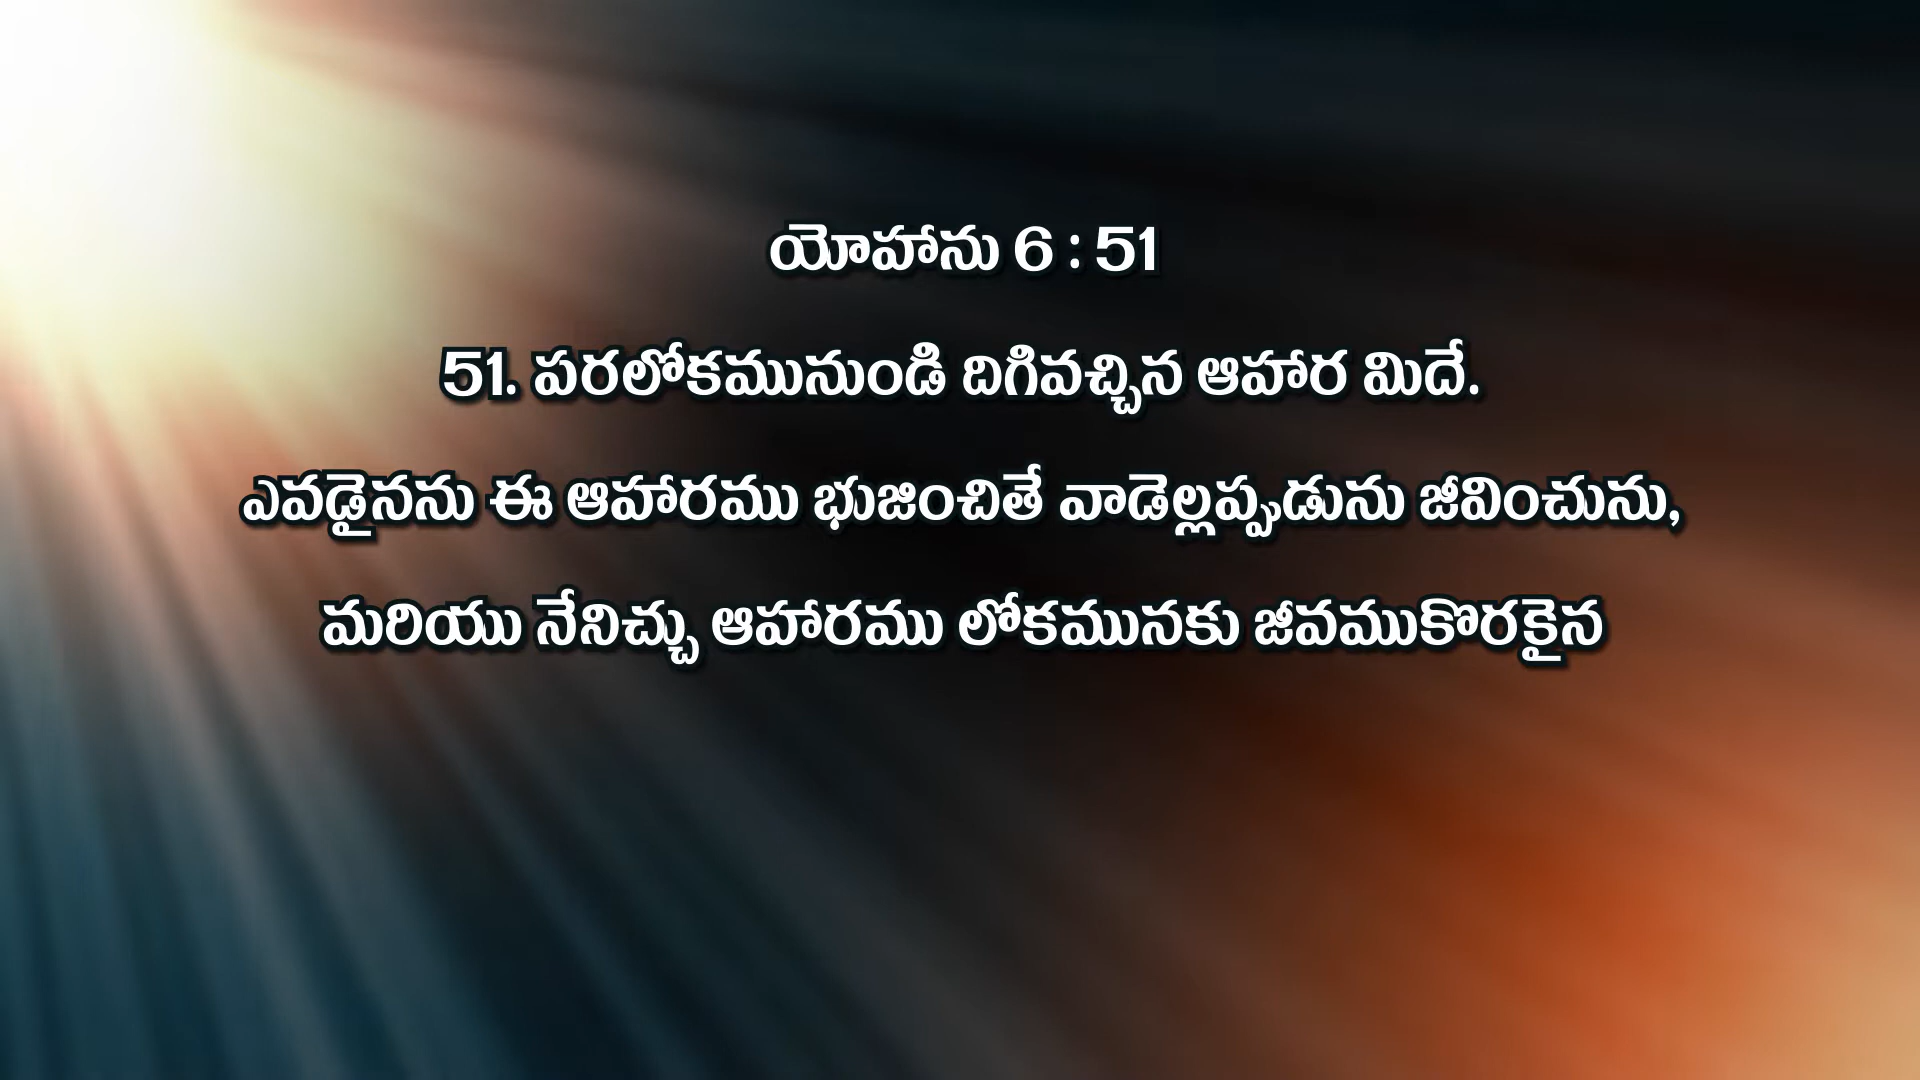 యోహాను 6 : 51
51. పరలోకమునుండి దిగివచ్చిన ఆహార మిదే.
ఎవడైనను ఈ ఆహారము భుజించితే వాడెల్లప్పుడును జీవించును,
మరియు నేనిచ్చు ఆహారము లోకమునకు జీవముకొరకైన